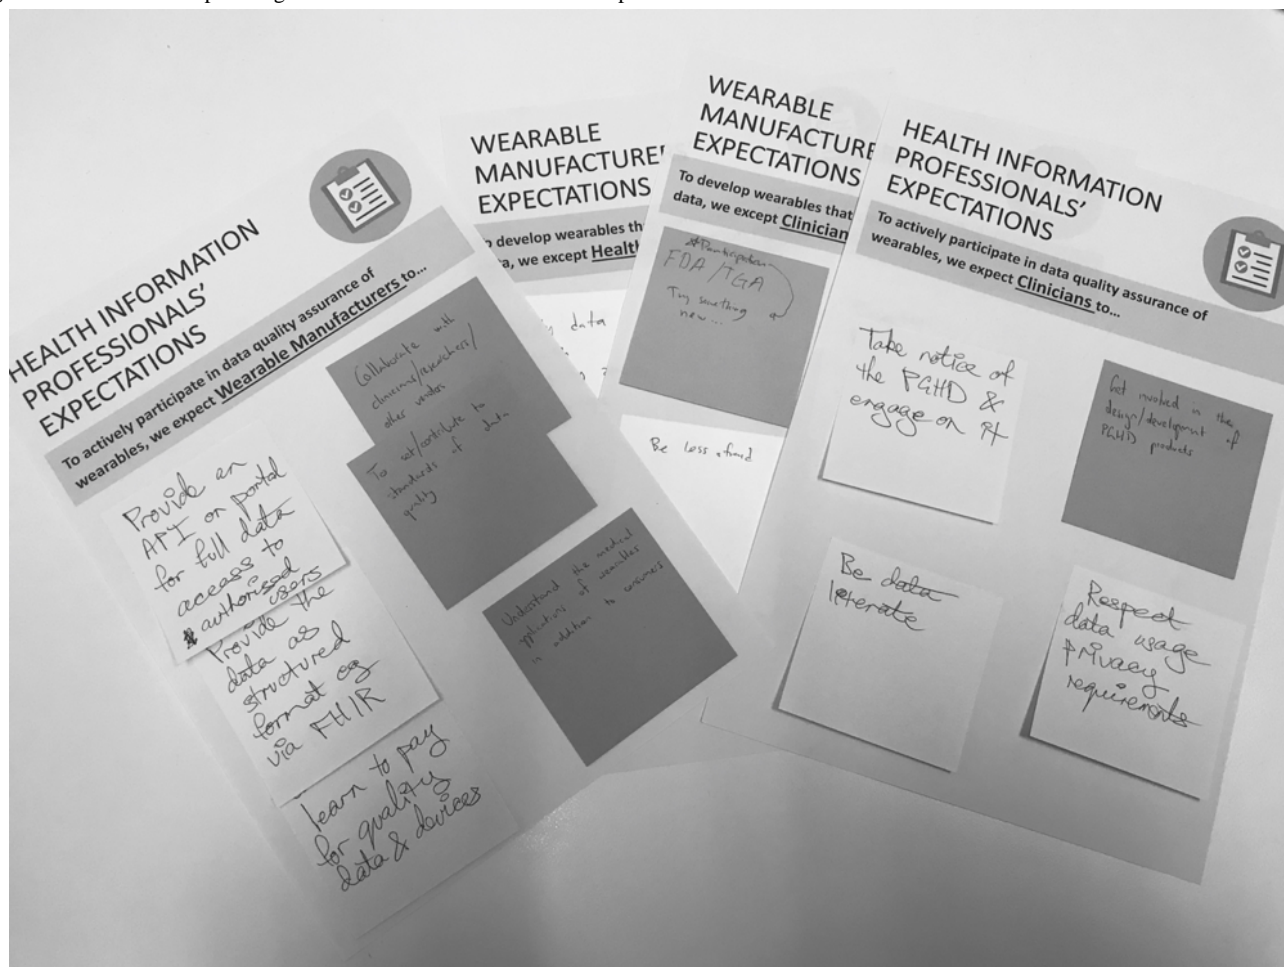 HEALTH INFORMATION
PROFESSIONALS'
EXPECTATIONS
To actively participate in data quality assurance of
wearables, we expect Wearable Manufacturers to...
Provide an
API or portal
for full data
access to
authorised
users
Provide the
data as
structured
format eg
via FHIR
learn to pay
for quality
data & devices
Collaborate with
clinicians/researchers/
other vendors
To set/contribute to
standards of data
quality
Understand the medical
applications of wearables
in addition to consumers
WEARABLE
MANUFACTURER
EXPECTATIONS
o develop wearables th
a, we except Health
data
WEARABLE
MANUFACTURE
EXPECTATIONS
To develop wearables that
data, we except Clinician
Participation
FDA/TGA
Try something
new...
Be less afraid
HEALTH INFORMATION
PROFESSIONALS'
EXPECTATIONS
To actively participate in data quality assurance of
wearables, we expect Clinicians to...
Take notice of
the PGHD &
engage on it
Get involved in the
design/development of
PGHD products
Be data
literate
Respect
data usage
privacy
requirements